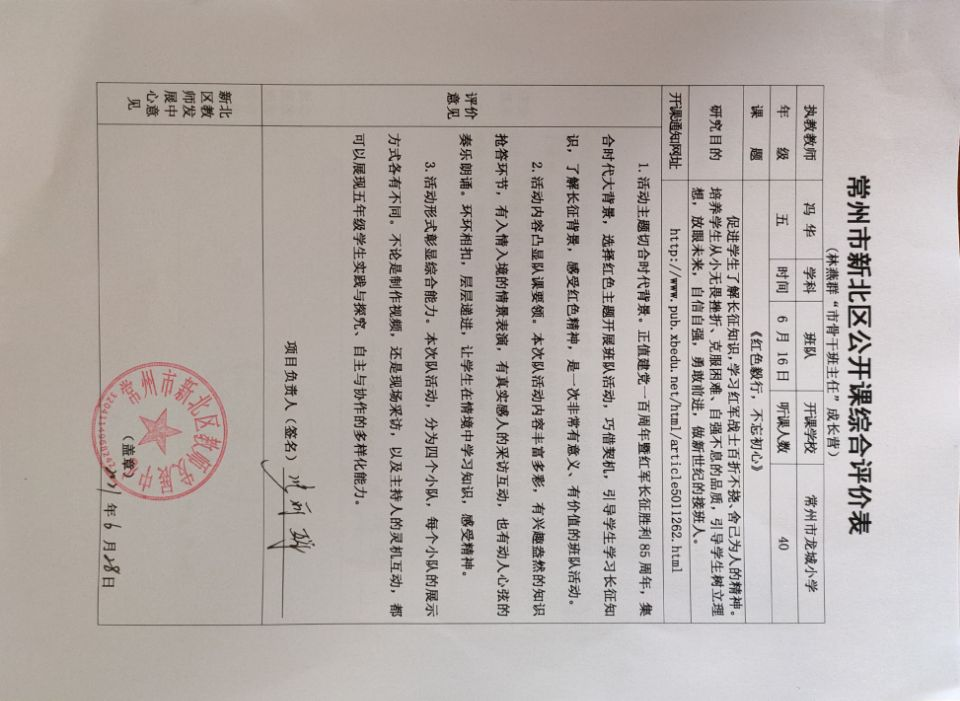 常州市新北区公开课综合评价表
（林燕群“市骨干班主任”成长营）
执教教师 冯华 学科 班队 开课学校 常州市龙城小学
年级 五 时间 6月16日 听课人数 40
课题 《红色毅行，不忘初心》
研究目的 促进学生了解长征知识,学习红军战士百折不挠、舍己为人的精神。
培养学生从小无畏挫折、克服困难、自强不息的品质，引导学生树立理
想，放眼未来，自信自强，勇敢前进，做新世纪的接班人。
开课通知网址 http://www.pub.xbedu.net/html/article5011262.html
评价
意见
1. 活动主题切合时代背景。正值建党一百周年暨红军长征胜利 85 周年，集
合时代大背景，选择红色主题开展班队活动，巧借契机，引导学生学习长征知
识，了解长征背景，感受红色精神，是一次非常有意义、有价值的班队活动。
2. 活动内容凸显队课要领。本次队活动内容丰富多彩，有兴趣盎然的知识
抢答环节，有入情入境的情景表演，有真实感人的采访互动，也有动人心弦的
奏乐朗诵。环环相扣，层层递进，让学生在情境中学习知识，感受精神。
3. 活动形式彰显综合能力。本次队活动，分为四个小队，每个小队的展示
方式各有不同。不论是制作视频，还是现场采访，以及主持人的灵机互动，都
可以展现五年级学生实践与探究、自主与协作的多样化能力。
项目负责人（签名）
新北
区教
师发
展中
心意
见
常州市新北区教师发展中心
（盖章）
年 6 月 28 日